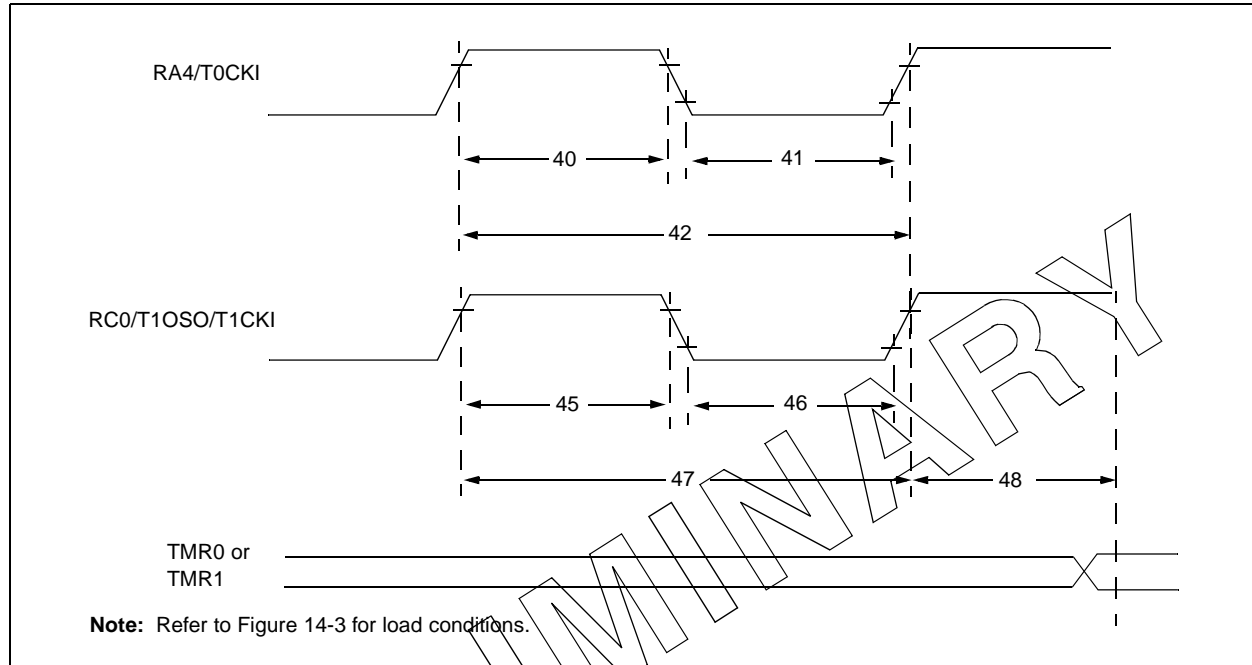 RA4/T0CKI
40
41
42
RC0/T1OSO/T1CKI
45
46
47
48
TMR0 or
TMR1
Note: Refer to Figure 14-3 for load conditions.
IMINARY